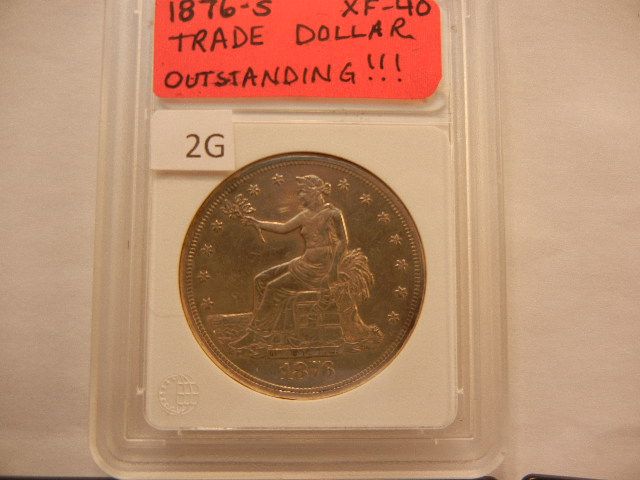 1876-S XF-40
TRADE DOLLAR
OUTSTANDING!!!
2G
1876